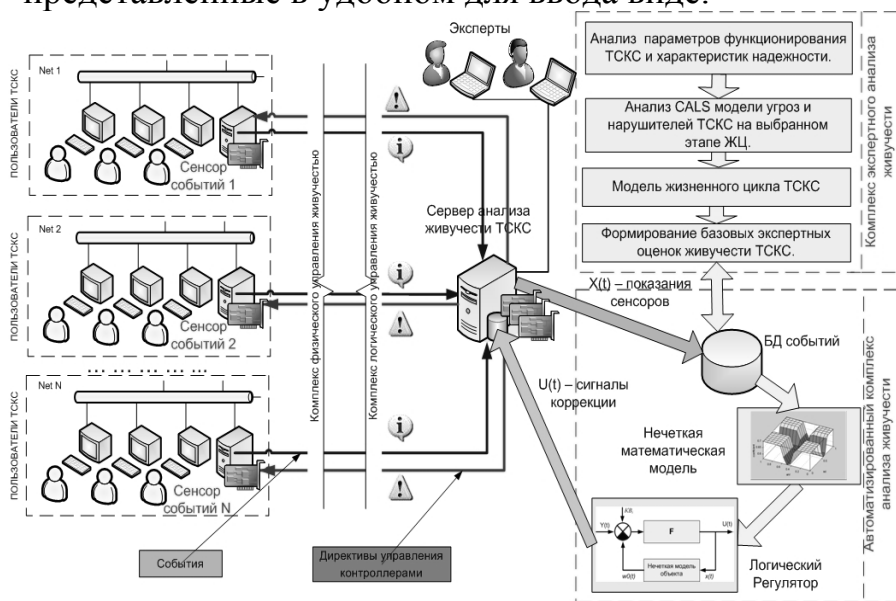 представленные в удобном для ввода виде.
Эксперты
Net 1
ПОЛЬЗОВАТЕЛИ ТСКС
Сенсор
событий 1
Net 2
ПОЛЬЗОВАТЕЛИ ТСКС
Сенсор
событий 2
Net N
ПОЛЬЗОВАТЕЛИ ТСКС
Сенсор
событий N
Комплекс физического управления живучестью
Комплекс логического управления живучестью
Сервер анализа
живучести ТСКС
События
Директивы управления
контроллерами
Анализ параметров функционирования
ТСКС и характеристик надежности.
Анализ CALS модели угроз и
нарушителей ТСКС на выбранном
этапе ЖЦ.
Модель жизненного цикла ТСКС
Формирование базовых экспертных
оценок живучести ТСКС.
Комплекс экспертного анализа
живучести
X(t) – показания
сенсоров
БД событий
U(t) – сигналы
коррекции
Нечеткая
математическая
модель
Автоматизированный комплекс
анализа живучести
Y(t)
F
U(t)
Нечеткая модель
объекта
w0(t)
x(t)
Логический
Регулятор